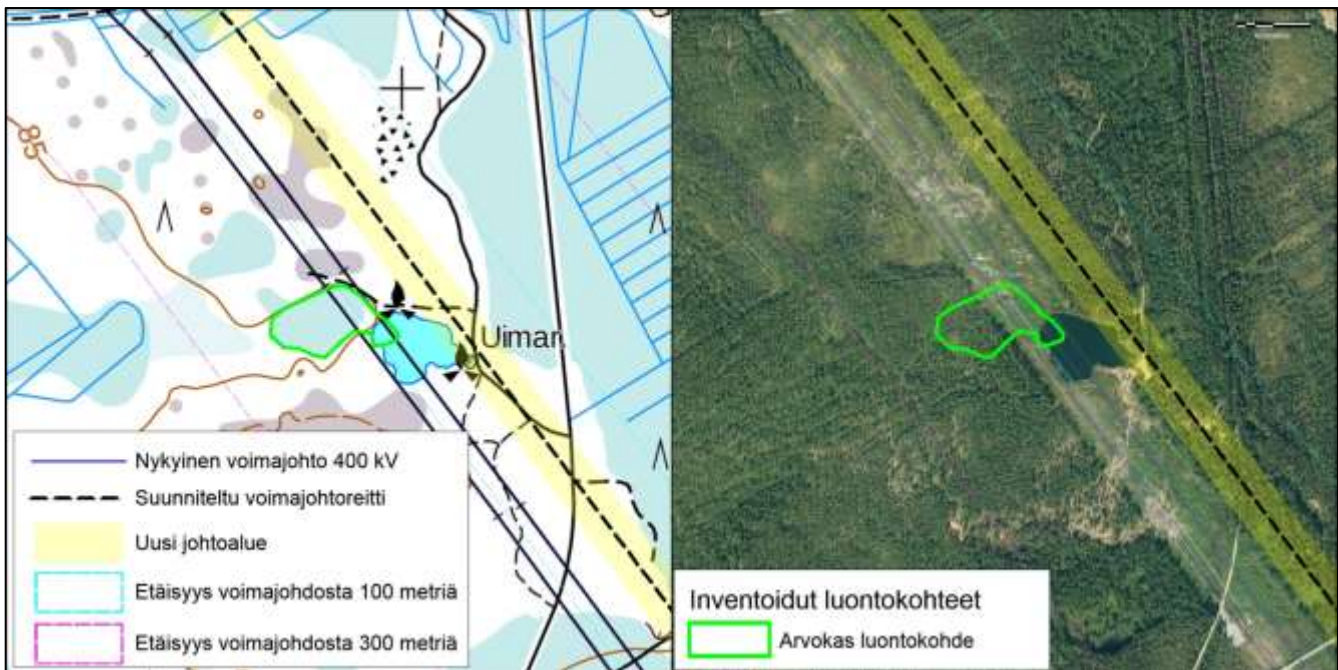 85
Uimar.
Nykyinen voimajohto 400 kV
Suunniteltu voimajohtoreitti
Uusi johtoalue
Etäisyys voimajohdosta 100 metriä
Etäisyys voimajohdosta 300 metriä
Inventoidut luontokohteet
Arvokas luontokohde